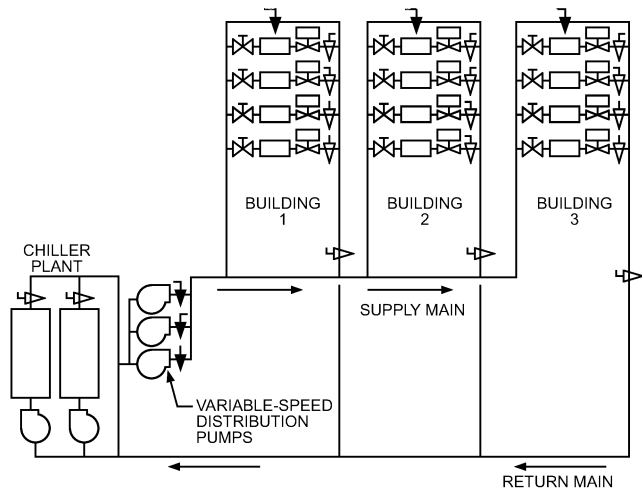 BUILDING
1
BUILDING
2
BUILDING
3
CHILLER
PLANT
SUPPLY MAIN
VARIABLE-SPEED
DISTRIBUTION
PUMPS
RETURN MAIN